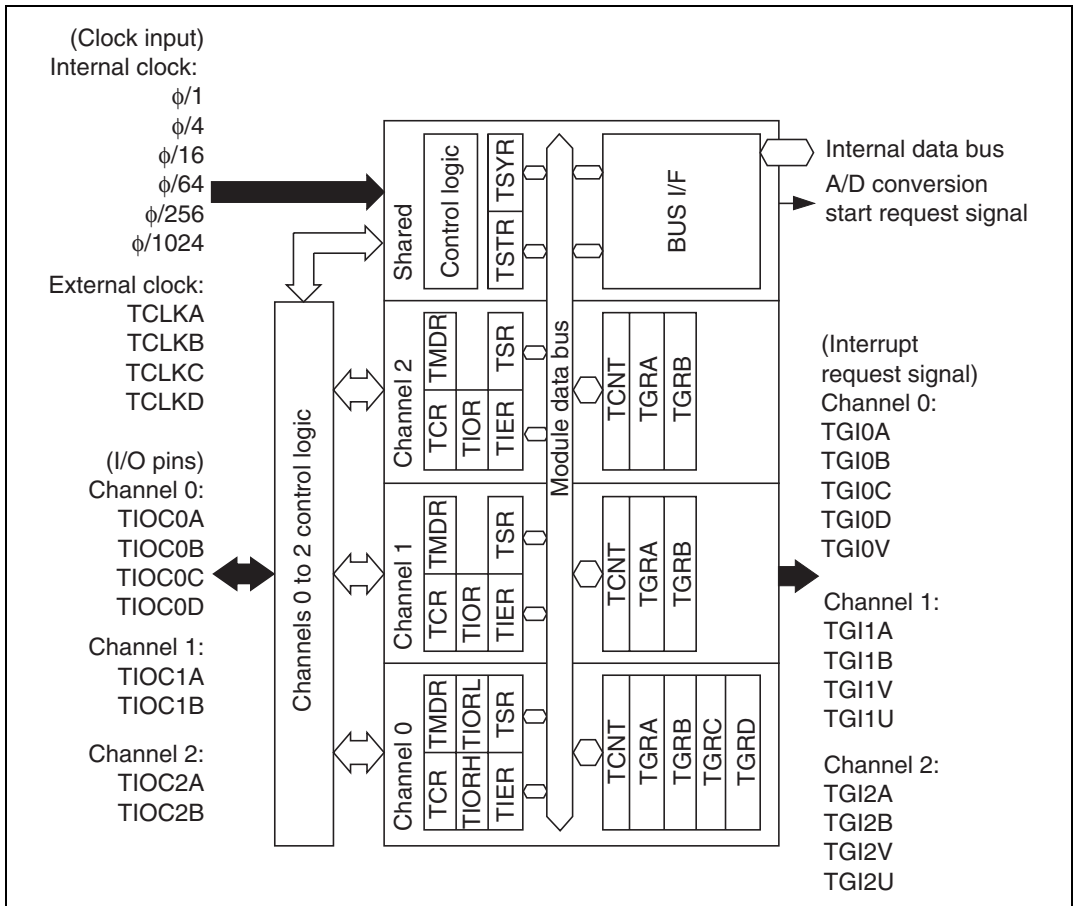 (Clock input)
Internal clock:
ϕ/1
ϕ/4
ϕ/16
ϕ/64
ϕ/256
ϕ/1024
External clock:
TCLKA
TCLKB
TCLKC
TCLKD
(I/O pins)
Channel 0:
TIOC0A
TIOC0B
TIOC0C
TIOC0D
Channel 1:
TIOC1A
TIOC1B
Channel 2:
TIOC2A
TIOC2B
Channels 0 to 2 control logic
Shared
Control logic
TSTR
TSYR
BUS I/F
Channel 2
TCR
TMDR
TIOR
TIER
TSR
TCNT
TGRA
TGRB
Channel 1
TCR
TMDR
TIOR
TIER
TSR
TCNT
TGRA
TGRB
Channel 0
TCR
TMDR
TIORH
TIORL
TIER
TSR
TCNT
TGRA
TGRB
TGRC
TGRD
Module data bus
Internal data bus
A/D conversion
start request signal
(Interrupt
request signal)
Channel 0:
TGI0A
TGI0B
TGI0C
TGI0D
TGI0V
Channel 1:
TGI1A
TGI1B
TGI1V
TGI1U
Channel 2:
TGI2A
TGI2B
TGI2V
TGI2U